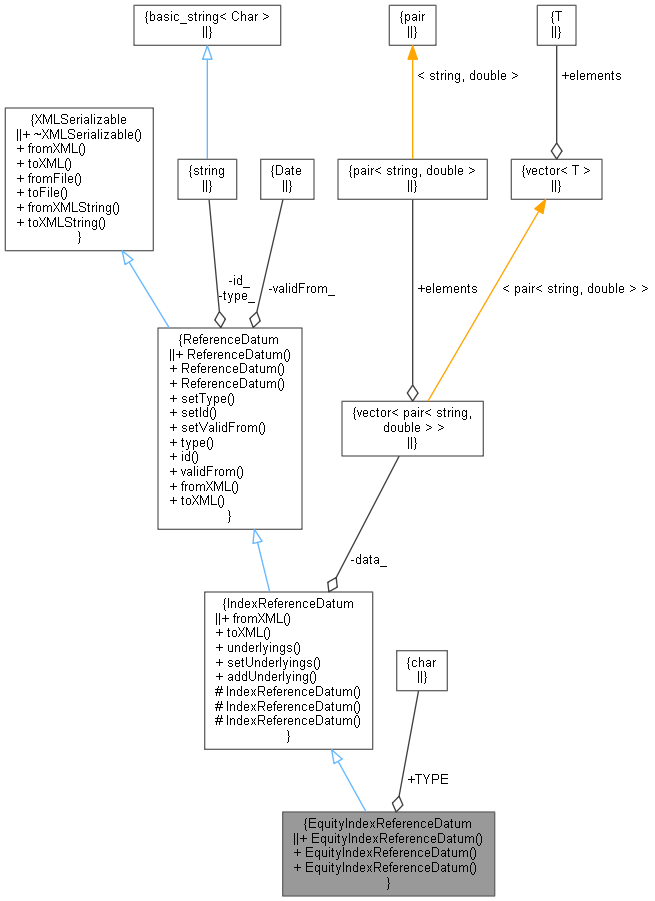 {basic_string< Char >
||}
{pair
||}
{T
||}
< string, double >
+elements
{XMLSerializable
||+ ~XMLSerializable()
+ fromXML()
+ toXML()
+ fromFile()
+ toFile()
+ fromXMLString()
+ toXMLString()
}
{string
||}
{Date
||}
{pair< string, double >
||}
{vector< T >
||}
-id_
-type_
-validFrom_
+elements
< pair< string, double > >
{ReferenceDatum
||+ ReferenceDatum()
+ ReferenceDatum()
+ ReferenceDatum()
+ setType()
+ setId()
+ setValidFrom()
+ type()
+ id()
+ validFrom()
+ fromXML()
+ toXML()
}
{vector< pair< string,
double > >
||}
-data_
{IndexReferenceDatum
||+ fromXML()
+ toXML()
+ underlyings()
+ setUnderlyings()
+ addUnderlying()
# IndexReferenceDatum()
# IndexReferenceDatum()
# IndexReferenceDatum()
}
{char
||}
+TYPE
{EquityIndexReferenceDatum
||+ EquityIndexReferenceDatum()
+ EquityIndexReferenceDatum()
+ EquityIndexReferenceDatum()
}